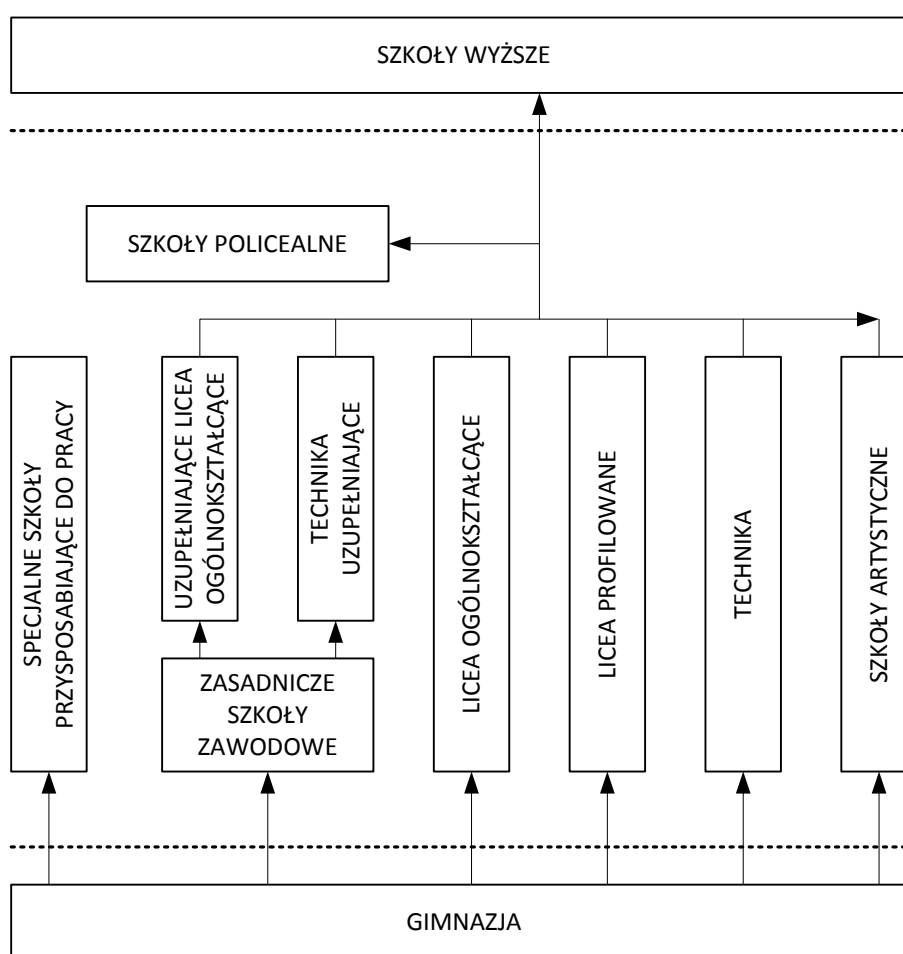 SZKOŁY WYŻSZE
SZKOŁY POLICEALNE
SPECJALNE SZKOŁY
PRZYSPOSABIAJĄCE DO PRACY
UZUPEŁNIAJĄCE LICEA
OGÓLNOKSZTAŁCĄCE
TECHNIKA
UZUPEŁNIAJĄCE
LICEA OGÓLNOKSZTAŁCĄCE
LICEA PROFILOWANE
TECHNIKA
SZKOŁY ARTYSTYCZNE
ZASADNICZE
SZKOŁY
ZAWODOWE
GIMNAZJA